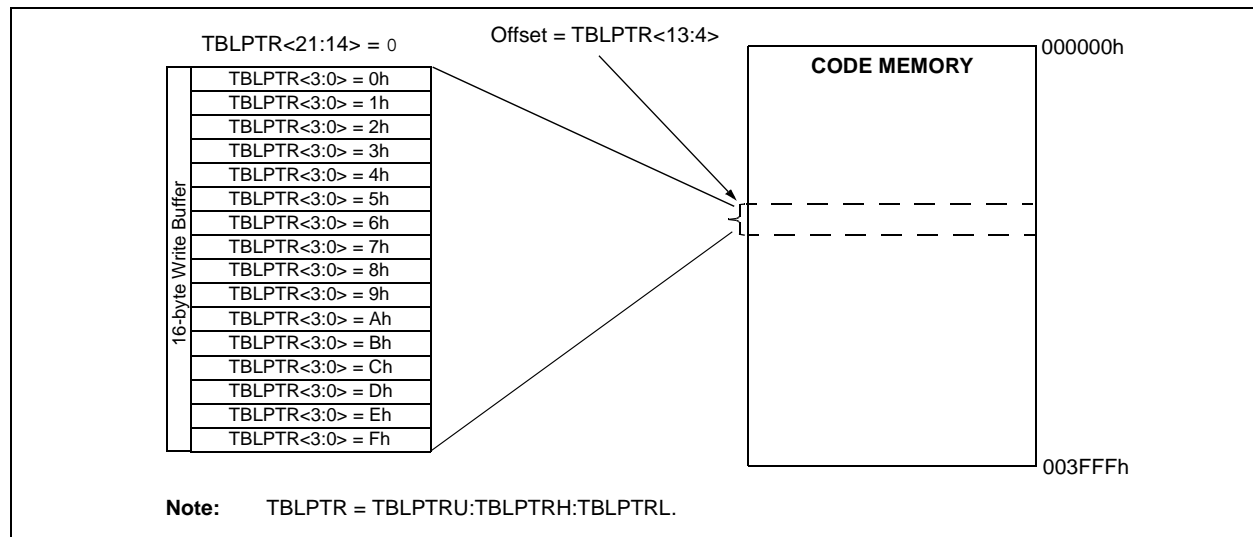 TBLPTR<21:14> = 0
Offset = TBLPTR<13:4>
000000h
CODE MEMORY
16-byte Write Buffer
TBLPTR<3:0> = 0h
TBLPTR<3:0> = 1h
TBLPTR<3:0> = 2h
TBLPTR<3:0> = 3h
TBLPTR<3:0> = 4h
TBLPTR<3:0> = 5h
TBLPTR<3:0> = 6h
TBLPTR<3:0> = 7h
TBLPTR<3:0> = 8h
TBLPTR<3:0> = 9h
TBLPTR<3:0> = Ah
TBLPTR<3:0> = Bh
TBLPTR<3:0> = Ch
TBLPTR<3:0> = Dh
TBLPTR<3:0> = Eh
TBLPTR<3:0> = Fh
003FFFh
Note: TBLPTR = TBLPTRU:TBLPTRH:TBLPTRL.